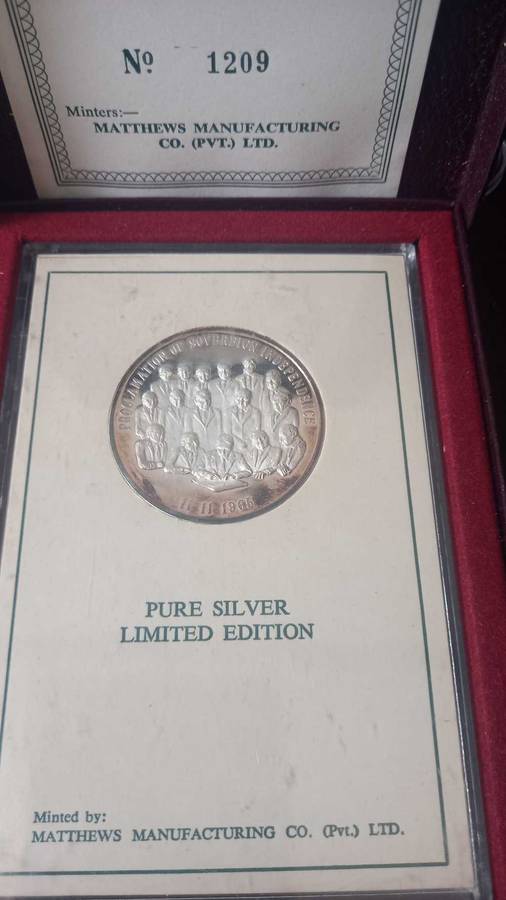 Nº 1209
Minters:—
MATTHEWS MANUFACTURING
CO. (PVT.) LTD.
PROCLAMATION OF SOVEREIGN INDEPENDENCE
11-11-1965
PURE SILVER
LIMITED EDITION
Minted by:
MATTHEWS MANUFACTURING CO. (Pvt.) LTD.